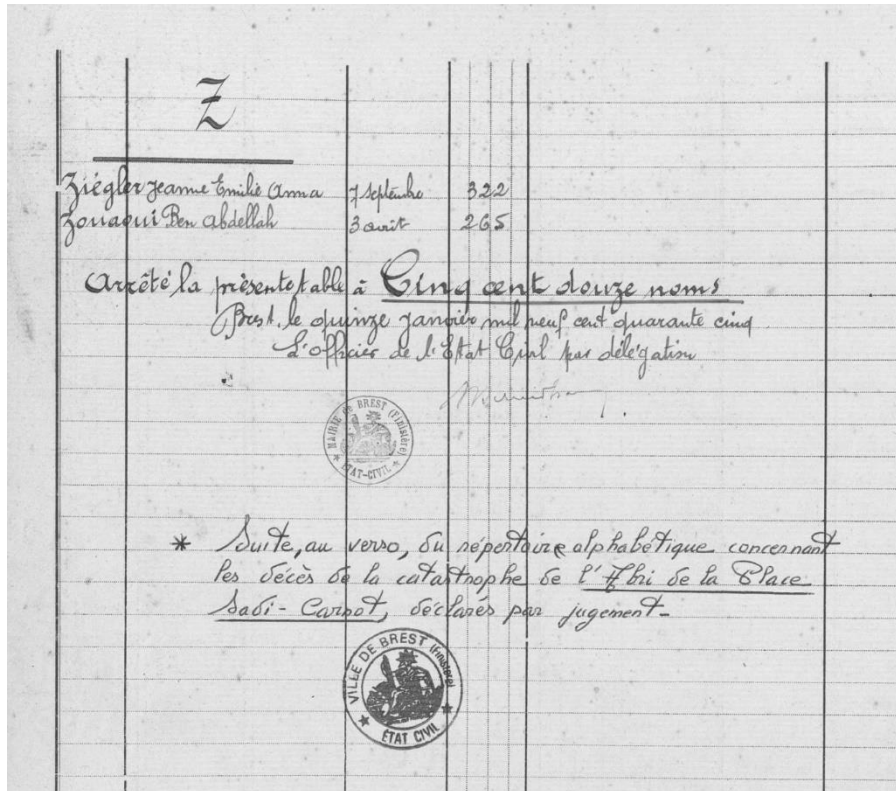 Z
Ziégler Jeanne Emilie Anna 7 septembre 322
Zouaoui Ben Abdellah 3 avril 265
Arrêté la présente table à Cinq cent douze noms
Brest, le quinze janvier mil neuf cent quarante cinq
L'officier de l'Etat Civil par délégation
MAIRIE DE BREST (Finistère)
★ ETAT-CIVIL ★
* Suite, au verso, du répertoire alphabétique concernant
les décès de la catastrophe de l'Abri de la Place
Sadi-Carnot, déclarés par jugement-
VILLE DE BREST (Finistère)
★ ÉTAT CIVIL ★